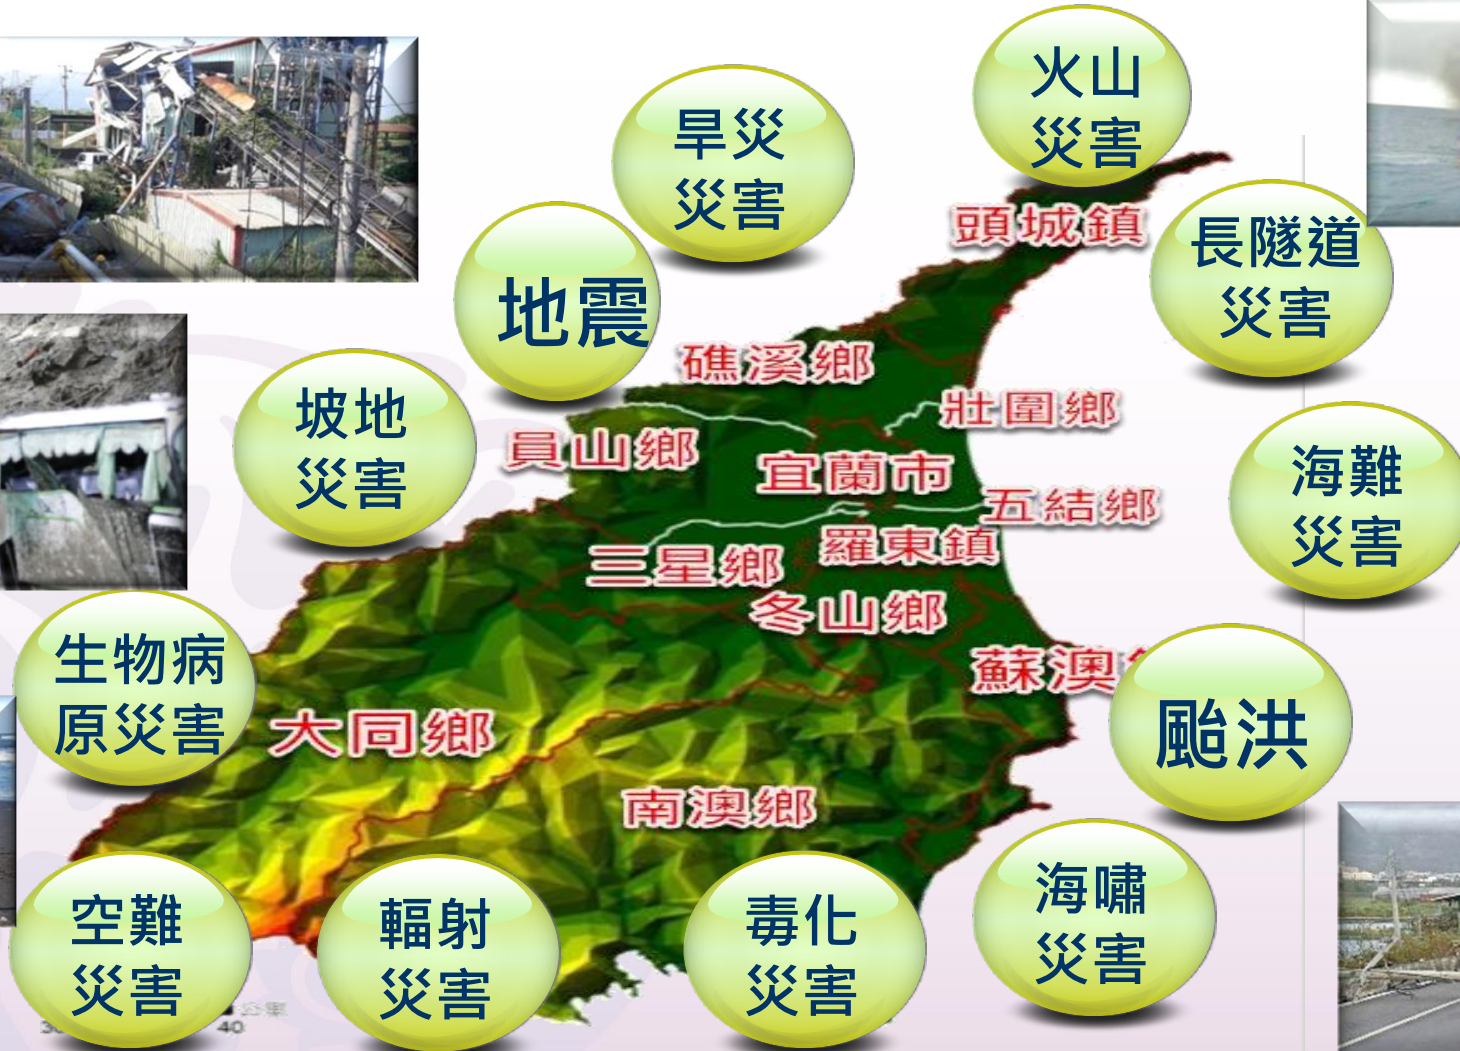 火山
災害
旱災
災害
頭城鎮
長隧道
災害
地震
礁溪鄉
坡地
災害
壯圍鄉
員山鄉
宜蘭市
海難
災害
五結鄉
羅東鎮
三星鄉
冬山鄉
生物病
原災害
蘇澳
颱洪
大同鄉
南澳鄉
海嘯
災害
空難
災害
輻射
災害
毒化
災害
40